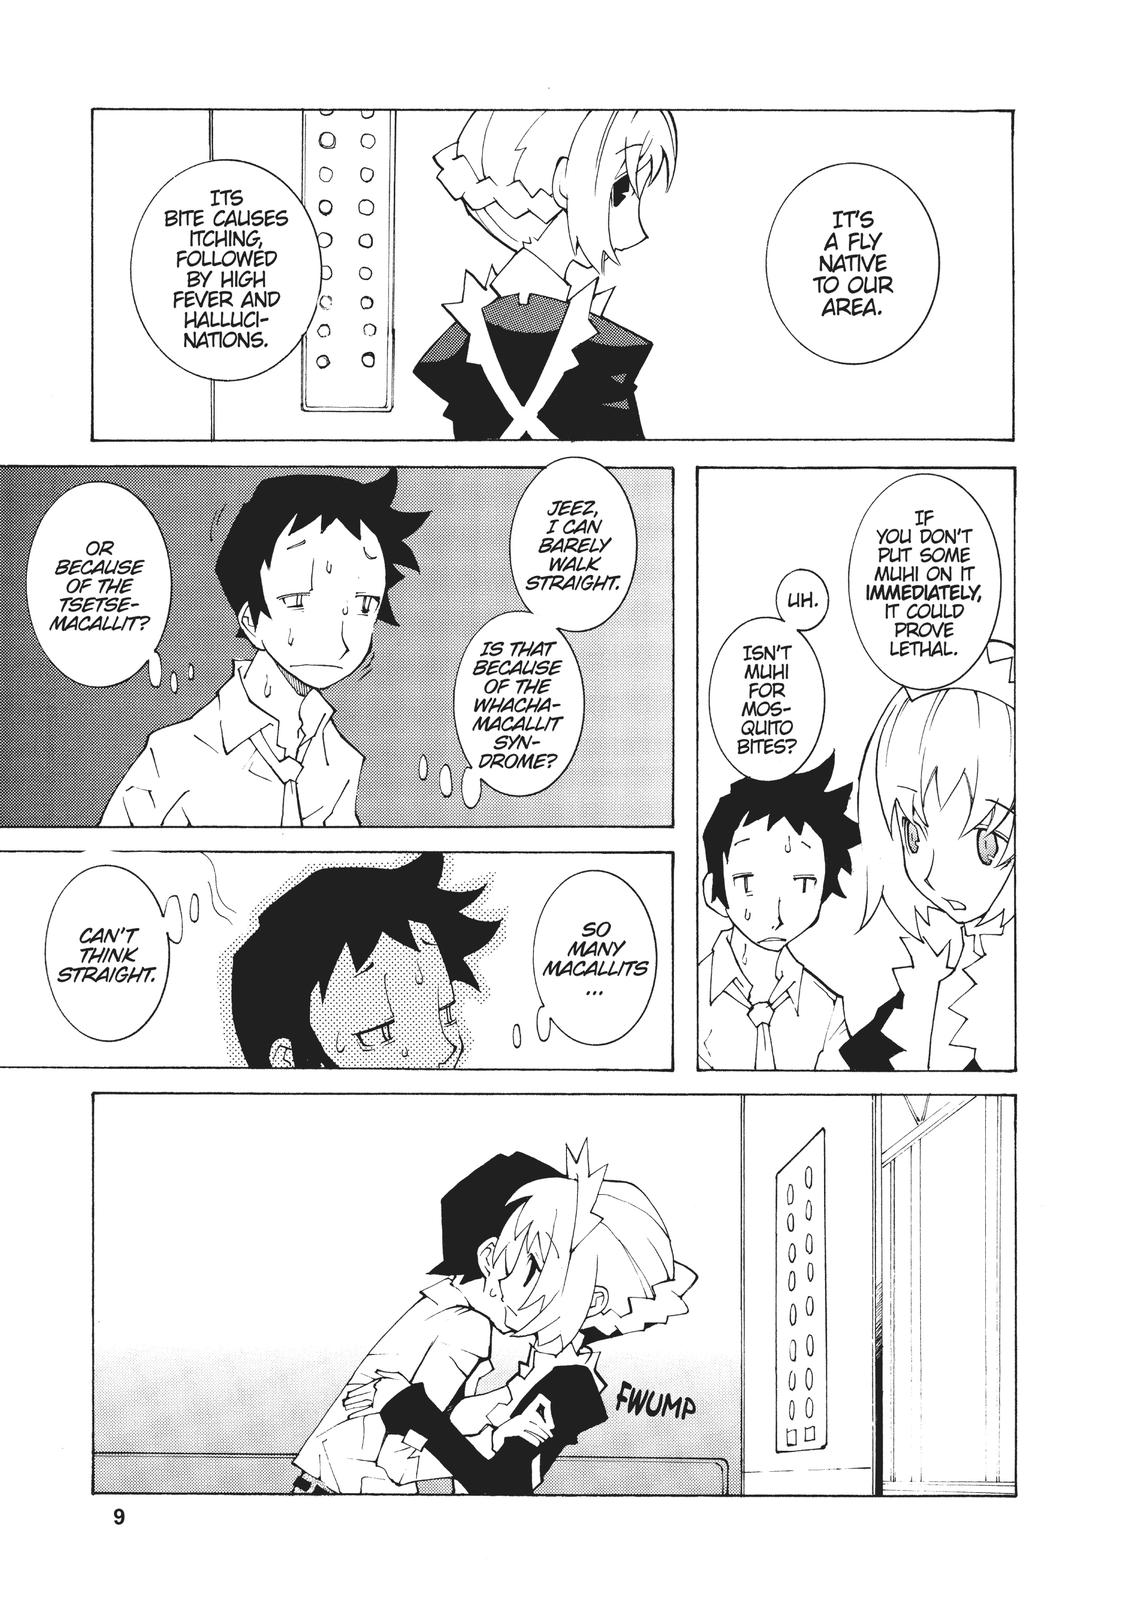 IT'S
A FLY
NATIVE
TO OUR
AREA.
ITS
BITE CAUSES
ITCHING,
FOLLOWED
BY HIGH
FEVER AND
HALLUCI-
NATIONS.
IF
YOU DON'T
PUT SOME
MUHI ON IT
IMMEDIATELY,
IT COULD
PROVE
LETHAL.
UH.
ISN'T
MUHI
FOR
MOS-
QUITO
BITES?
JEEZ,
I CAN
BARELY
WALK
STRAIGHT.
IS THAT
BECAUSE
OF THE
WHACHA-
MACALLIT
SYN-
DROME?
OR
BECAUSE
OF THE
TSETSE-
MACALLIT?
SO
MANY
MACALLITS
...
CAN'T
THINK
STRAIGHT.
FWUMP
9